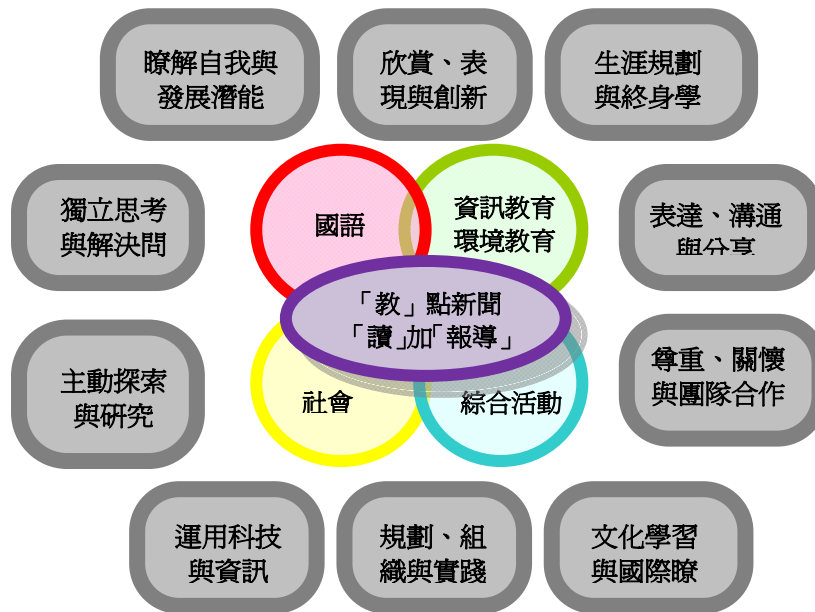 瞭解自我與
發展潛能
欣賞、表
現與創新
生涯規劃
與終身學
獨立思考
與解決問
國語
資訊教育
環境教育
表達、溝通
與分享
「教」點新聞
「讀」加「報導」
主動探索
與研究
社會
綜合活動
尊重、關懷
與團隊合作
運用科技
與資訊
規劃、組
織與實踐
文化學習
與國際瞭